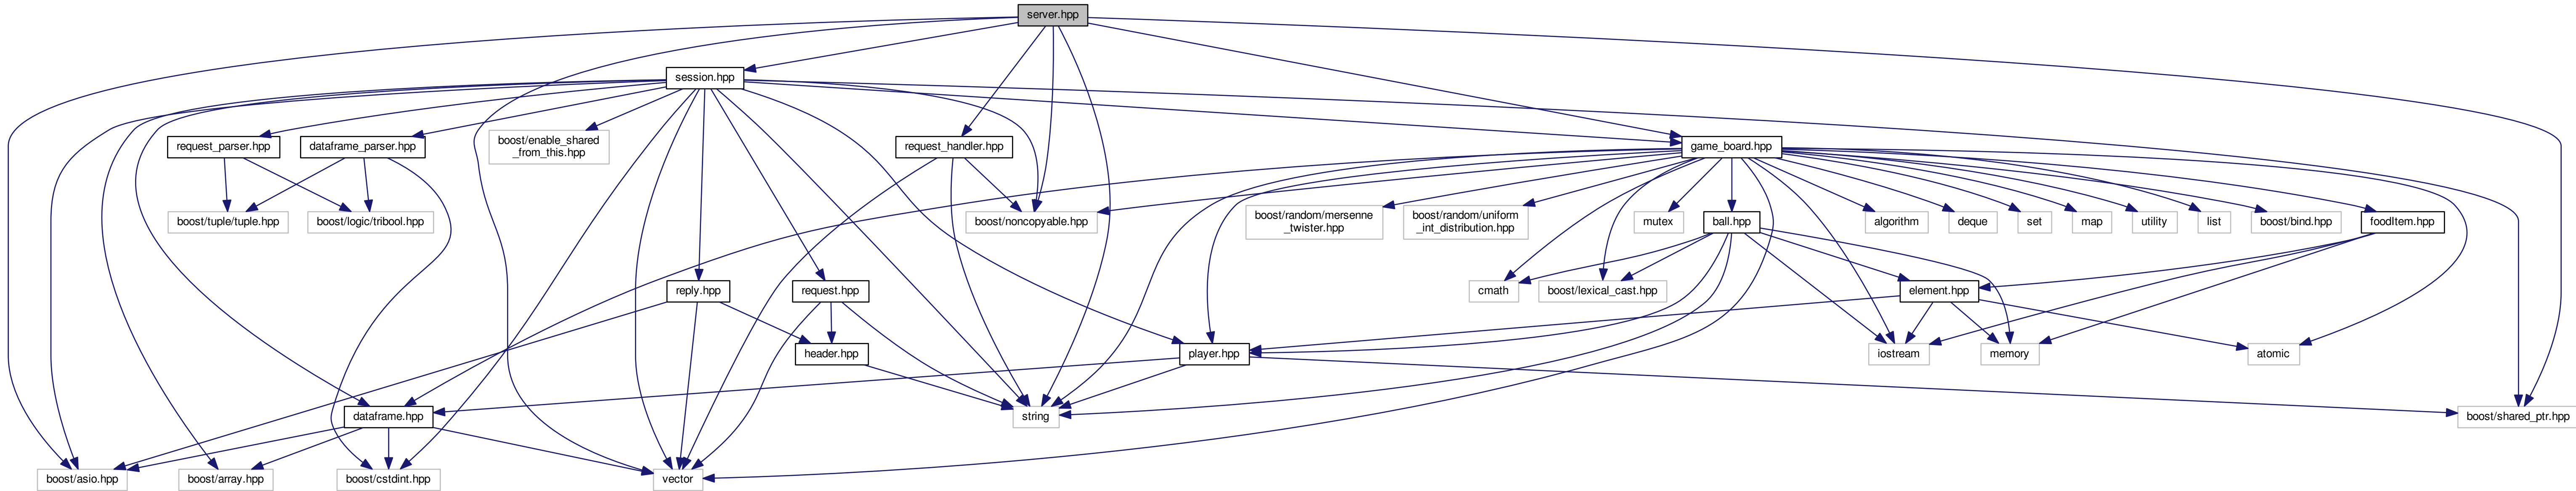 server.hpp
session.hpp
request_parser.hpp
dataframe_parser.hpp
boost/enable_shared
_from_this.hpp
request_handler.hpp
game_board.hpp
boost/tuple/tuple.hpp
boost/logic/tribool.hpp
boost/noncopyable.hpp
boost/random/mersenne
_twister.hpp
boost/random/uniform
_int_distribution.hpp
mutex
ball.hpp
algorithm
deque
set
map
utility
list
boost/bind.hpp
foodItem.hpp
reply.hpp
request.hpp
cmath
boost/lexical_cast.hpp
element.hpp
header.hpp
player.hpp
iostream
memory
atomic
dataframe.hpp
string
boost/shared_ptr.hpp
boost/asio.hpp
boost/array.hpp
boost/cstdint.hpp
vector